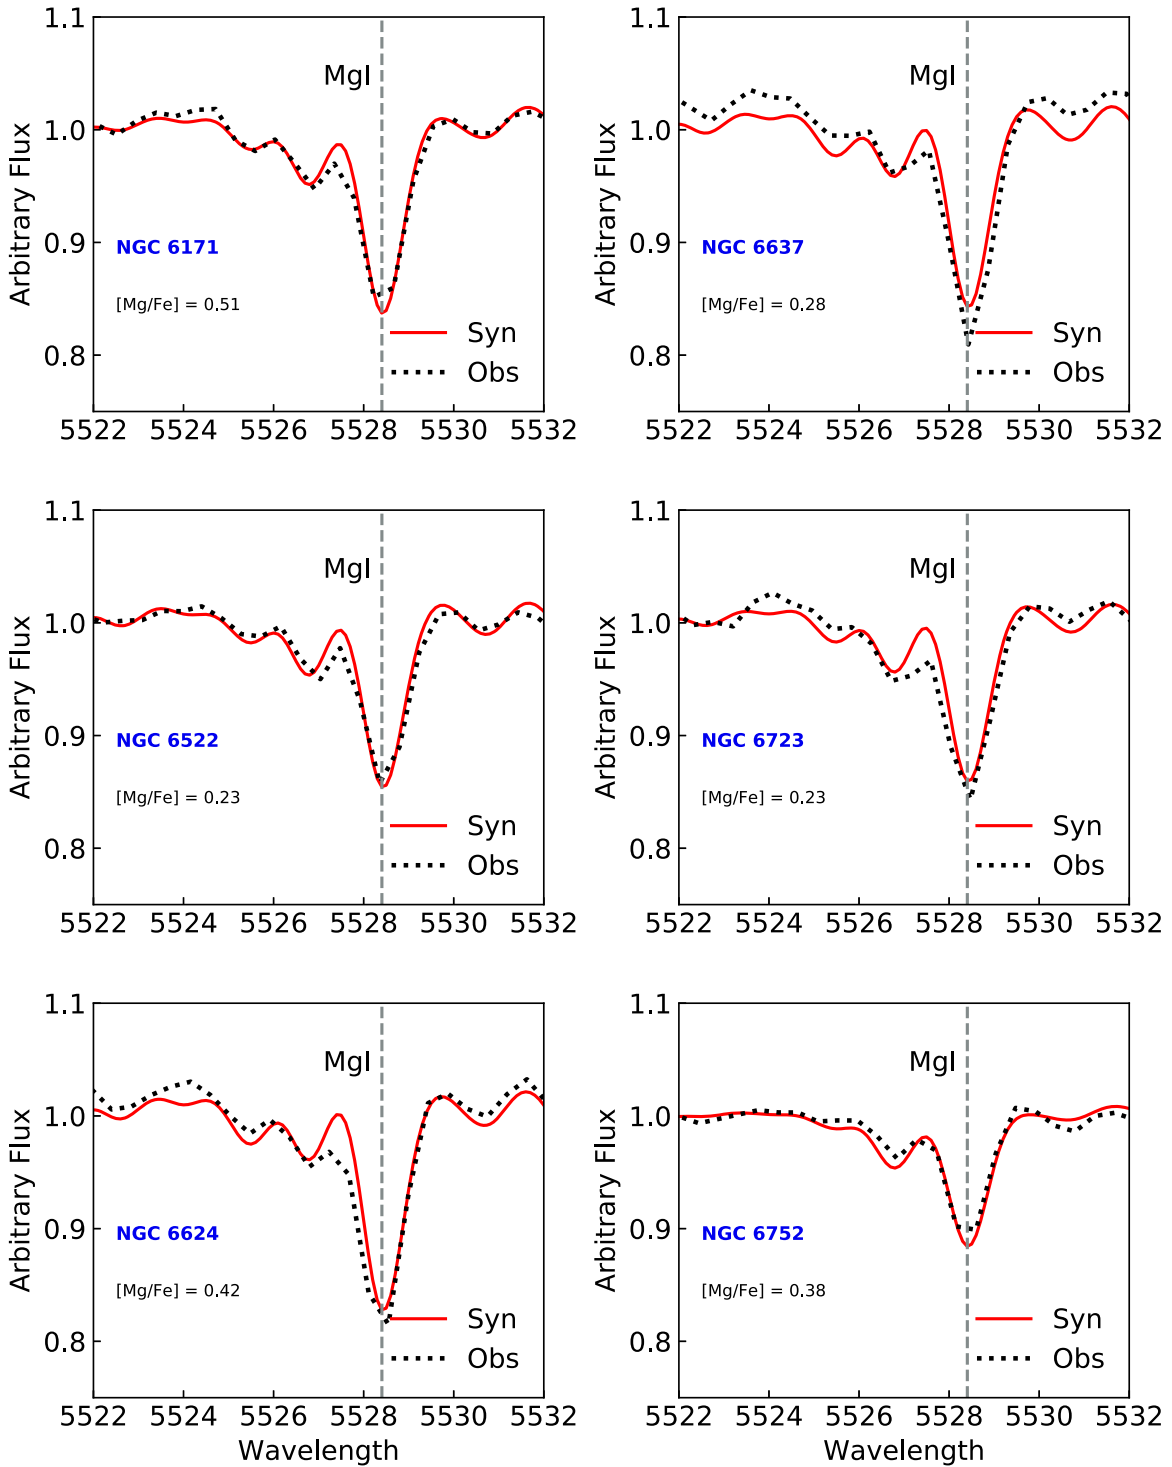 1.1
MgI
1.0
Arbitrary Flux
0.9
NGC 6171
[Mg/Fe] = 0.51
Syn
0.8
Obs
5522 5524 5526 5528 5530 5532
1.1
MgI
1.0
Arbitrary Flux
0.9
NGC 6637
[Mg/Fe] = 0.28
Syn
0.8
Obs
5522 5524 5526 5528 5530 5532
1.1
MgI
1.0
Arbitrary Flux
0.9
NGC 6522
[Mg/Fe] = 0.23
Syn
0.8
Obs
5522 5524 5526 5528 5530 5532
1.1
MgI
1.0
Arbitrary Flux
0.9
NGC 6723
[Mg/Fe] = 0.23
Syn
0.8
Obs
5522 5524 5526 5528 5530 5532
1.1
MgI
1.0
Arbitrary Flux
0.9
NGC 6624
[Mg/Fe] = 0.42
Syn
0.8
Obs
5522 5524 5526 5528 5530 5532
Wavelength
1.1
MgI
1.0
Arbitrary Flux
0.9
NGC 6752
[Mg/Fe] = 0.38
Syn
0.8
Obs
5522 5524 5526 5528 5530 5532
Wavelength